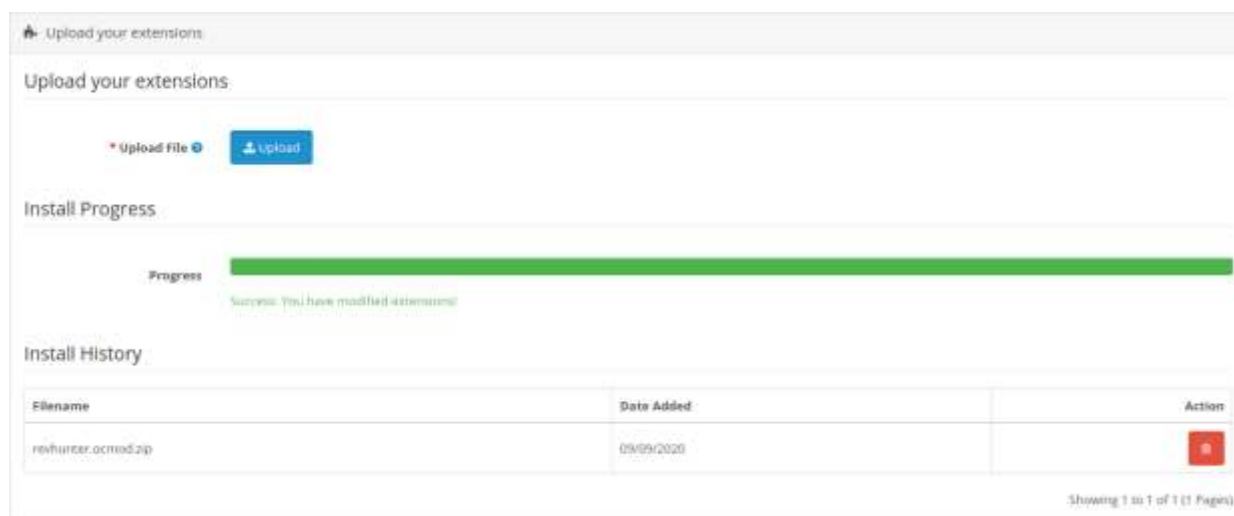 Upload your extensions
Upload your extensions
* Upload File
Upload
Install Progress
Progress
Success: You have modified extensions!
Install History
Filename Date Added Action
revhunter.ocmod.zip 09/09/2020
Showing 1 to 1 of 1 (1 Pages)